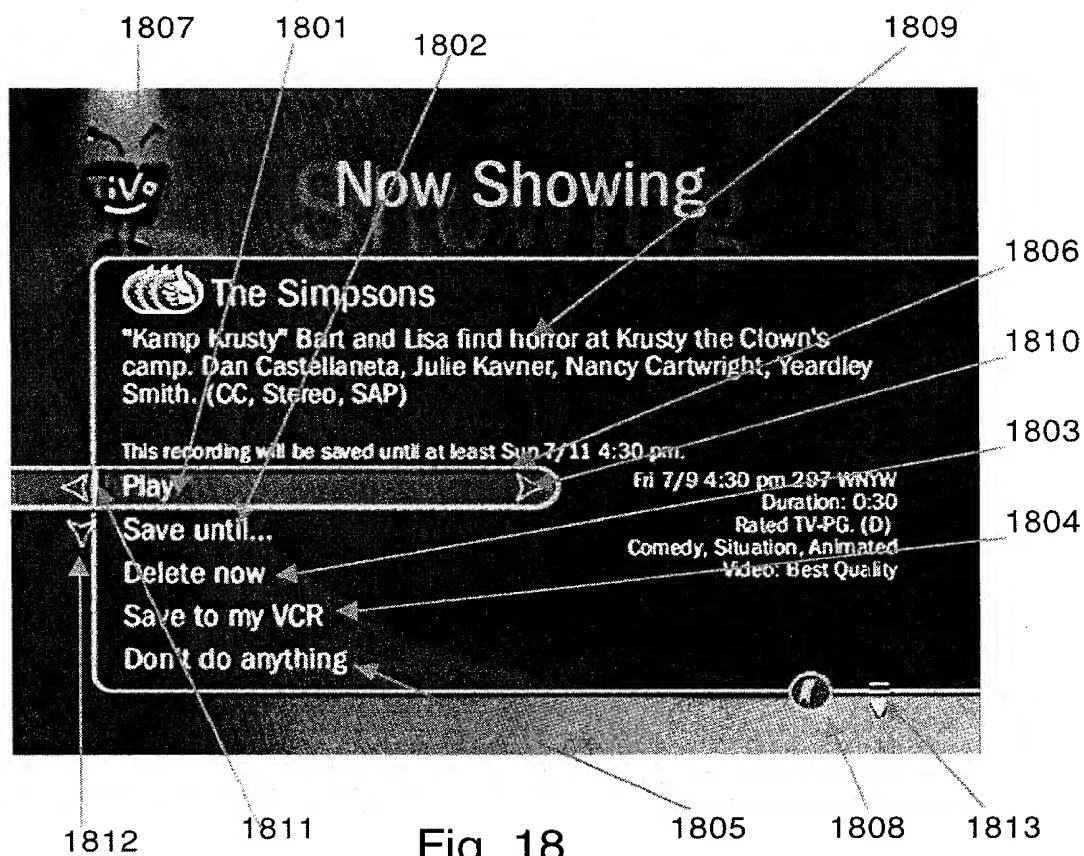 1807 1801 1802 1809
TiVo
Now Showing
Showing
The Simpsons
"Kamp Krusty" Bart and Lisa find horror at Krusty the Clown's
camp. Dan Castellaneta, Julie Kavner, Nancy Cartwright, Yeardley
Smith. (CC, Stereo, SAP)
This recording will be saved until at least Sun 7/11 4:30 pm.
Play
Save until...
Delete now
Save to my VCR
Don't do anything
Fri 7/9 4:30 pm 297 WNYW
Duration: 0:30
Rated TV-PG. (D)
Comedy, Situation, Animated
Video: Best Quality
1806
1810
1803
1804
1812 1811 Fig. 18 1805 1808 1813